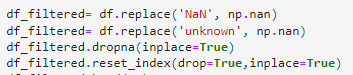 df_filtered= df.replace('NaN', np.nan)
df_filtered= df.replace('unknown', np.nan)
df_filtered.dropna(inplace=True)
df_filtered.reset_index(drop=True,inplace=True)